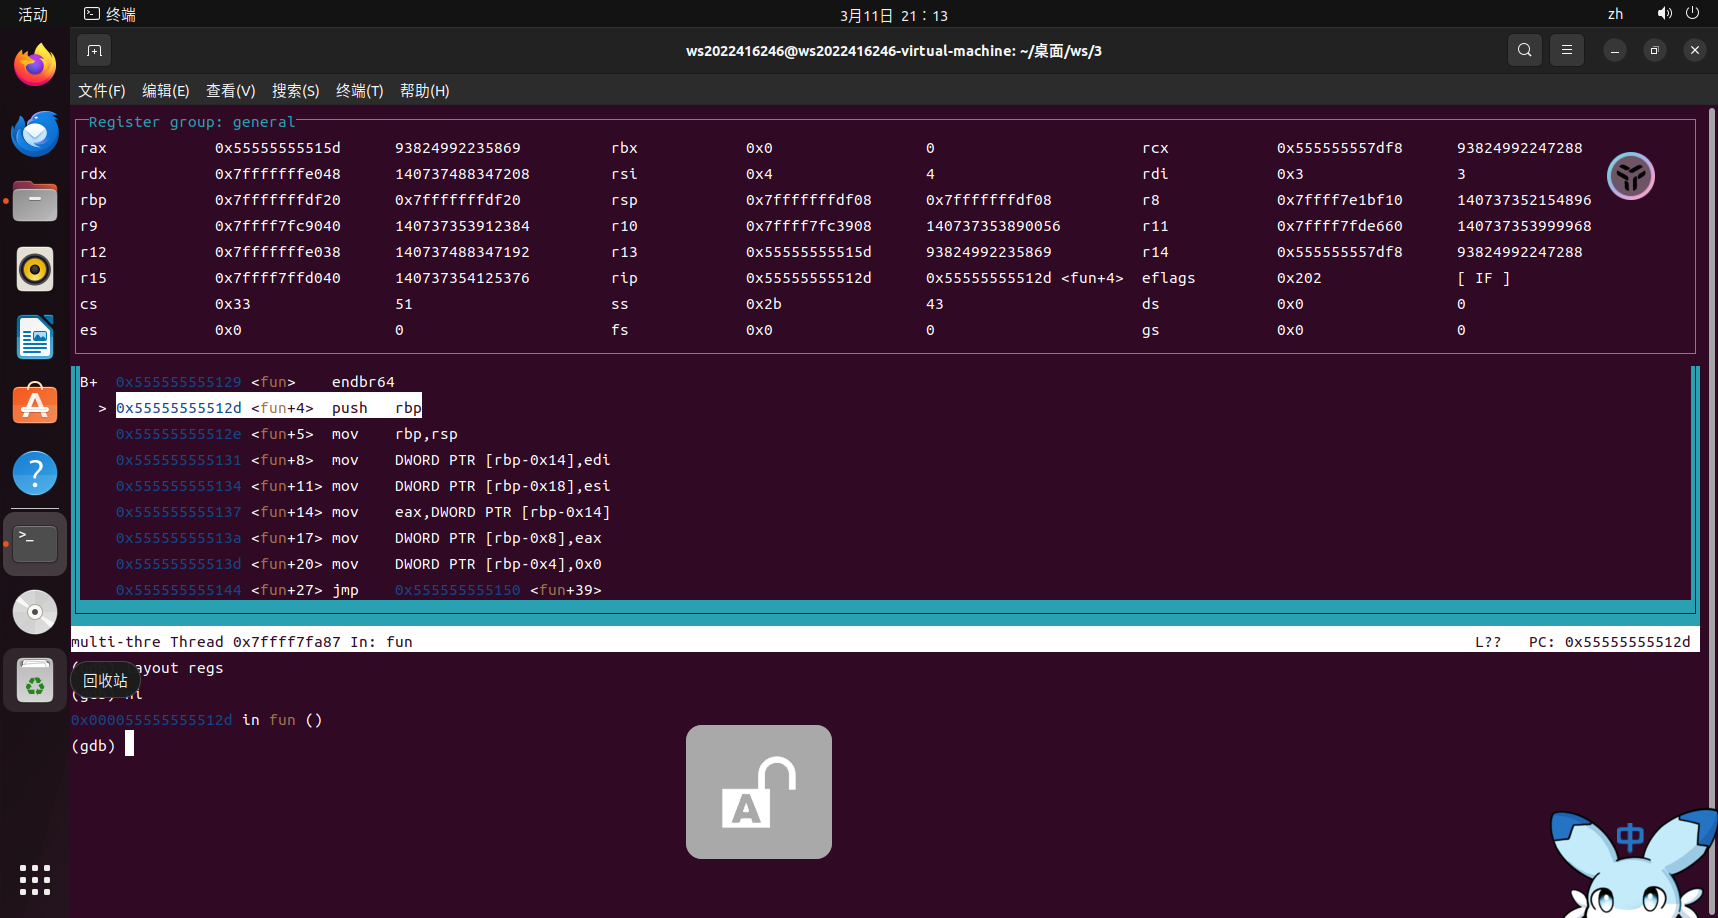 活动 终端 3月11日 21：13 zh
ws2022416246@ws2022416246-virtual-machine: ~/桌面/ws/3
文件(F) 编辑(E) 查看(V) 搜索(S) 终端(T) 帮助(H)
Register group: general
rax 0x55555555515d 93824992235869 rbx 0x0 0 rcx 0x555555557df8 93824992247288
rdx 0x7fffffffe048 140737488347208 rsi 0x4 4 rdi 0x3 3
rbp 0x7fffffffdf20 0x7fffffffdf20 rsp 0x7fffffffdf08 0x7fffffffdf08 r8 0x7ffff7e1bf10 140737352154896
r9 0x7ffff7fc9040 140737353912384 r10 0x7ffff7fc3908 140737353890056 r11 0x7ffff7fde660 140737353999968
r12 0x7fffffffe038 140737488347192 r13 0x55555555515d 93824992235869 r14 0x555555557df8 93824992247288
r15 0x7ffff7ffd040 140737354125376 rip 0x55555555512d 0x55555555512d <fun+4> eflags 0x202 [ IF ]
cs 0x33 51 ss 0x2b 43 ds 0x0 0
es 0x0 0 fs 0x0 0 gs 0x0 0
B+ 0x555555555129 <fun> endbr64
> 0x55555555512d <fun+4> push rbp
0x55555555512e <fun+5> mov rbp,rsp
0x555555555131 <fun+8> mov DWORD PTR [rbp-0x14],edi
0x555555555134 <fun+11> mov DWORD PTR [rbp-0x18],esi
0x555555555137 <fun+14> mov eax,DWORD PTR [rbp-0x14]
0x55555555513a <fun+17> mov DWORD PTR [rbp-0x8],eax
0x55555555513d <fun+20> mov DWORD PTR [rbp-0x4],0x0
0x555555555144 <fun+27> jmp 0x555555555150 <fun+39>
multi-thre Thread 0x7ffff7fa87 In: fun L?? PC: 0x55555555512d
ayout regs
回收站
0x000055555555512d in fun ()
(gdb)
A
中